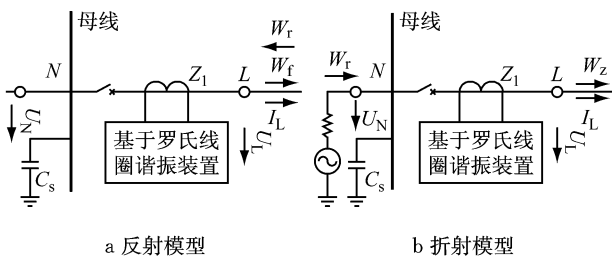 母线
W_r
N
Z_1
L
W_f
I_L
U_N
基于罗氏线
圈谐振装置
U_L
C_s
a 反射模型
母线
W_r
N
Z_1
L
W_z
I_L
U_N
基于罗氏线
圈谐振装置
U_L
C_s
b 折射模型